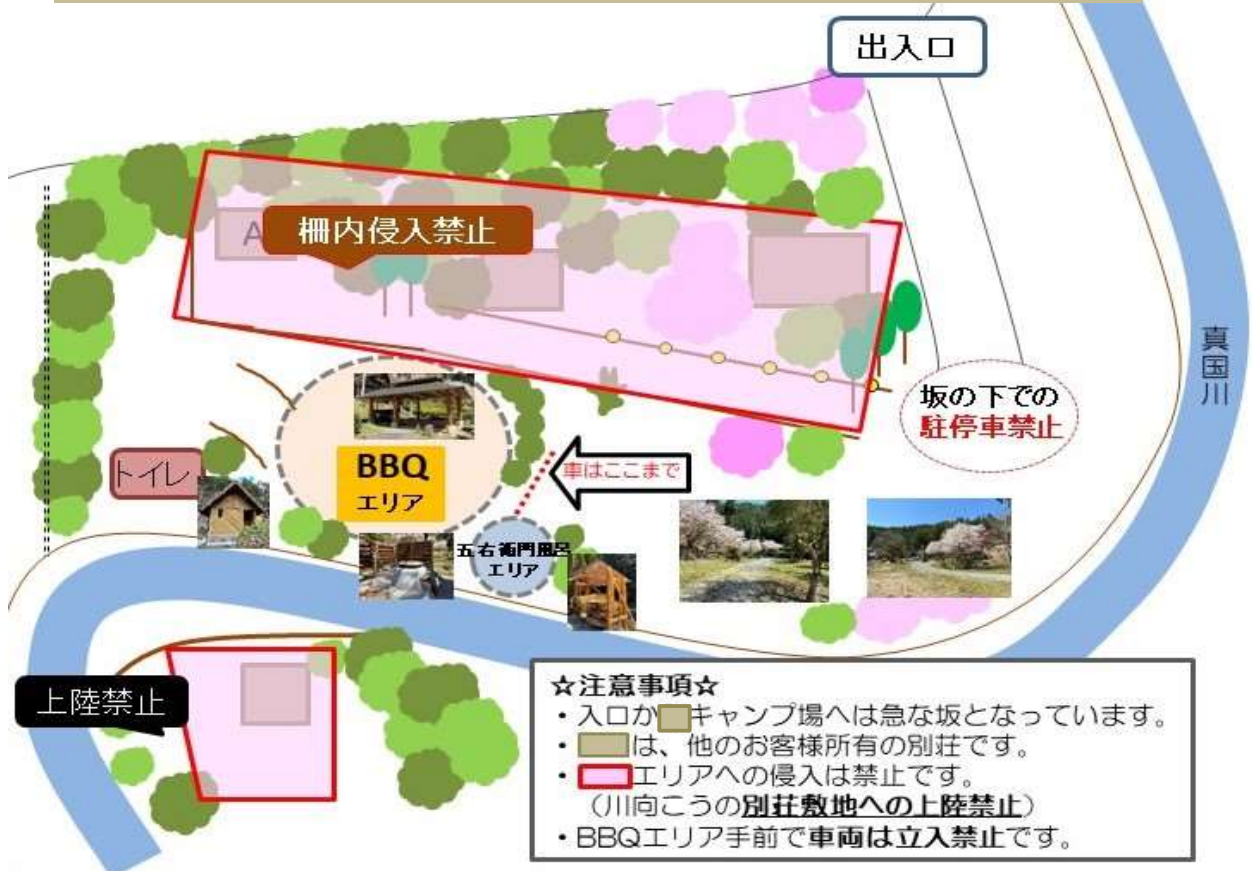 出入口
A
柵内侵入禁止
真国川
坂の下での
駐停車禁止
トイレ
BBQ
エリア
車はここまで
五右衛門風呂
エリア
上陸禁止
☆注意事項☆
・入口か キャンプ場へは急な坂となっています。
・ は、他のお客様所有の別荘です。
・ エリアへの侵入は禁止です。
（川向こうの別荘敷地への上陸禁止）
・BBQエリア手前で車両は立入禁止です。